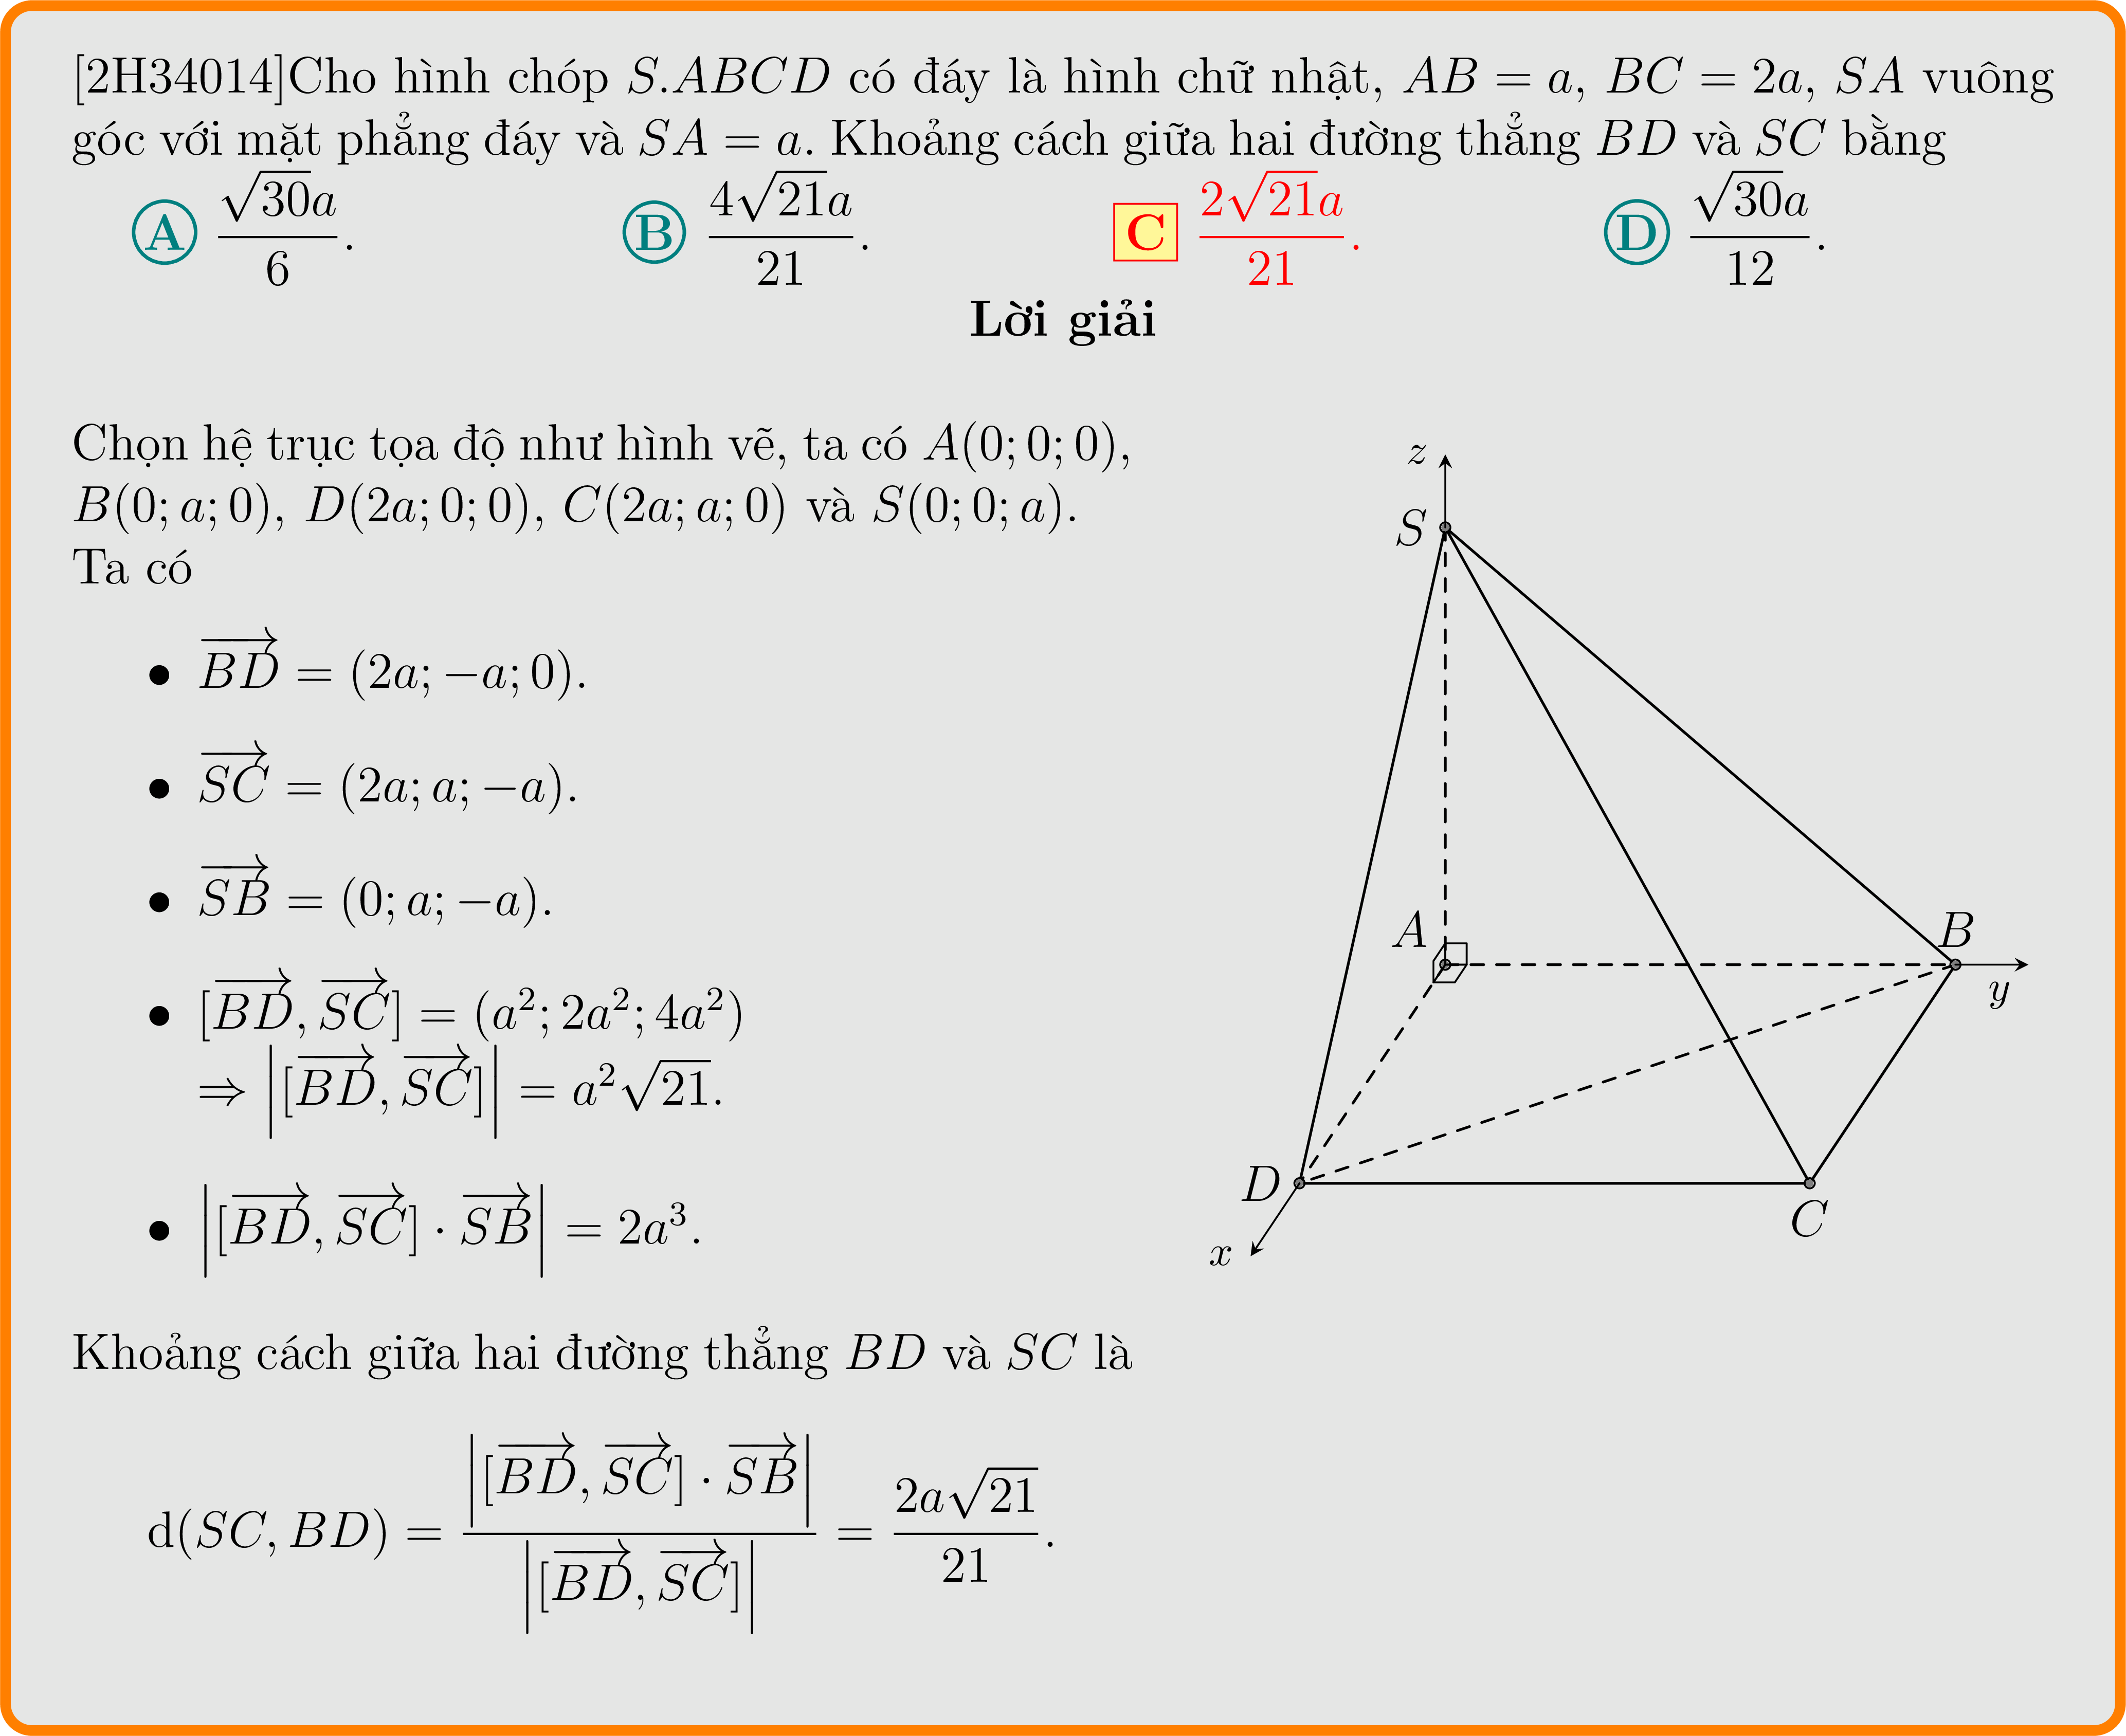 [2H34014]Cho hình chóp S.ABCD có đáy là hình chữ nhật, AB = a, BC = 2a, SA vuông
góc với mặt phẳng đáy và SA = a. Khoảng cách giữa hai đường thẳng BD và SC bằng
A $\frac{\sqrt{30}a}{6}$. B $\frac{4\sqrt{21}a}{21}$. C $\frac{2\sqrt{21}a}{21}$. D $\frac{\sqrt{30}a}{12}$.
Lời giải
Chọn hệ trục tọa độ như hình vẽ, ta có A(0; 0; 0),
B(0; a; 0), D(2a; 0; 0), C(2a; a; 0) và S(0; 0; a).
Ta có
• $\overrightarrow{BD} = (2a; -a; 0)$.
• $\overrightarrow{SC} = (2a; a; -a)$.
• $\overrightarrow{SB} = (0; a; -a)$.
• $[\overrightarrow{BD}, \overrightarrow{SC}] = (a^2; 2a^2; 4a^2)$
$\Rightarrow \left|[\overrightarrow{BD}, \overrightarrow{SC}]\right| = a^2\sqrt{21}$.
• $\left|[\overrightarrow{BD}, \overrightarrow{SC}] \cdot \overrightarrow{SB}\right| = 2a^3$.
Khoảng cách giữa hai đường thẳng BD và SC là
$\mathrm{d}(SC, BD) = \frac{\left|[\overrightarrow{BD}, \overrightarrow{SC}] \cdot \overrightarrow{SB}\right|}{\left|[\overrightarrow{BD}, \overrightarrow{SC}]\right|} = \frac{2a\sqrt{21}}{21}$.
z
S
A
B
y
D
C
x